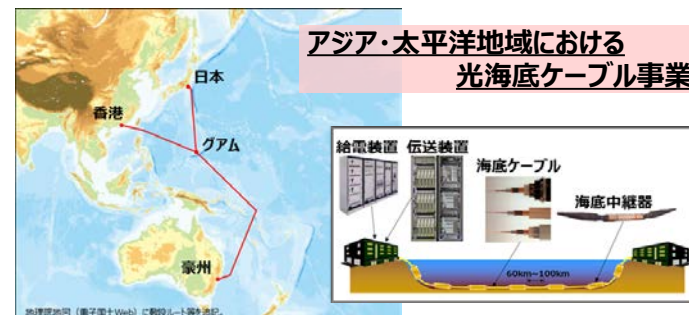 アジア・太平洋地域における
光海底ケーブル事業
日本
香港
グアム
豪州
地理院地図（電子国土Web）に敷設ルート等を追記。
給電装置
伝送装置
海底ケーブル
海底中継器
60km～100km